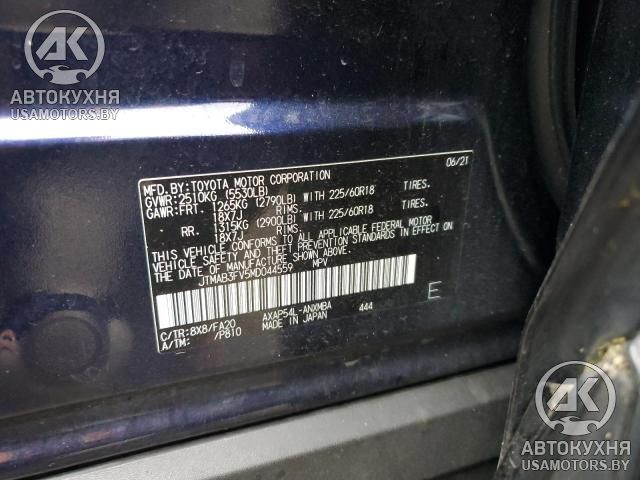 AK
АВТОКУХНЯ
USAMOTORS.BY
MFD.BY:TOYOTA MOTOR CORPORATION 06/21
GVWR:2510KG (5530LB)
GAWR:FRT. 1265KG (2790LB) WITH 225/60R18 TIRES.
18X7J RIMS.
RR. 1315KG (2900LB) WITH 225/60R18 TIRES.
18X7J RIMS.
THIS VEHICLE CONFORMS TO ALL APPLICABLE FEDERAL MOTOR
VEHICLE SAFETY AND THEFT PREVENTION STANDARDS IN EFFECT
ON THE DATE OF MANUFACTURE SHOWN ABOVE.
JTMAB3FY5MD044559 MPV
E
C/TR:8X8/FA20 AXAP54L-ANXMBA 444
A/TM: /P810 MADE IN JAPAN
AK
АВТОКУХНЯ
USAMOTORS.BY